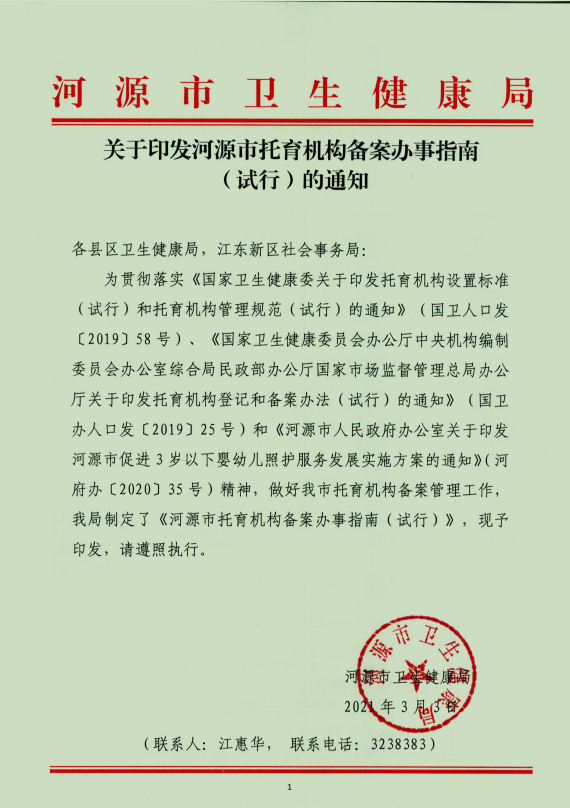 河源市卫生健康局
关于印发河源市托育机构备案办事指南
（试行）的通知
各县区卫生健康局，江东新区社会事务局：
为贯彻落实《国家卫生健康委关于印发托育机构设置标准
（试行）和托育机构管理规范（试行）的通知》（国卫人口发
〔2019〕58号）、《国家卫生健康委员会办公厅中央机构编制
委员会办公室综合局民政部办公厅国家市场监督管理总局办公
厅关于印发托育机构登记和备案办法（试行）的通知》（国卫
办人口发〔2019〕25号）和《河源市人民政府办公室关于印发
河源市促进3岁以下婴幼儿照护服务发展实施方案的通知》（河
府办〔2020〕35号）精神，做好我市托育机构备案管理工作，
我局制定了《河源市托育机构备案办事指南（试行）》，现予
印发，请遵照执行。
河源市卫生健康局
河源市卫生健康局
2021年3月3日
（联系人：江惠华， 联系电话：3238383）
1